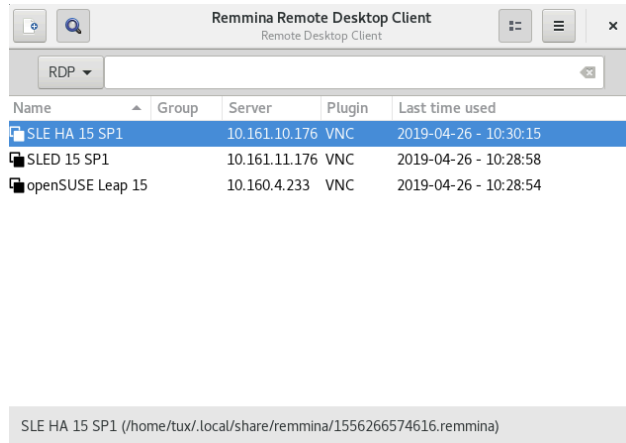 Remmina Remote Desktop Client
Remote Desktop Client
RDP
Name Group Server Plugin Last time used
SLE HA 15 SP1 10.161.10.176 VNC 2019-04-26 - 10:30:15
SLED 15 SP1 10.161.11.176 VNC 2019-04-26 - 10:28:58
openSUSE Leap 15 10.160.4.233 VNC 2019-04-26 - 10:28:54
SLE HA 15 SP1 (/home/tux/.local/share/remmina/1556266574616.remmina)